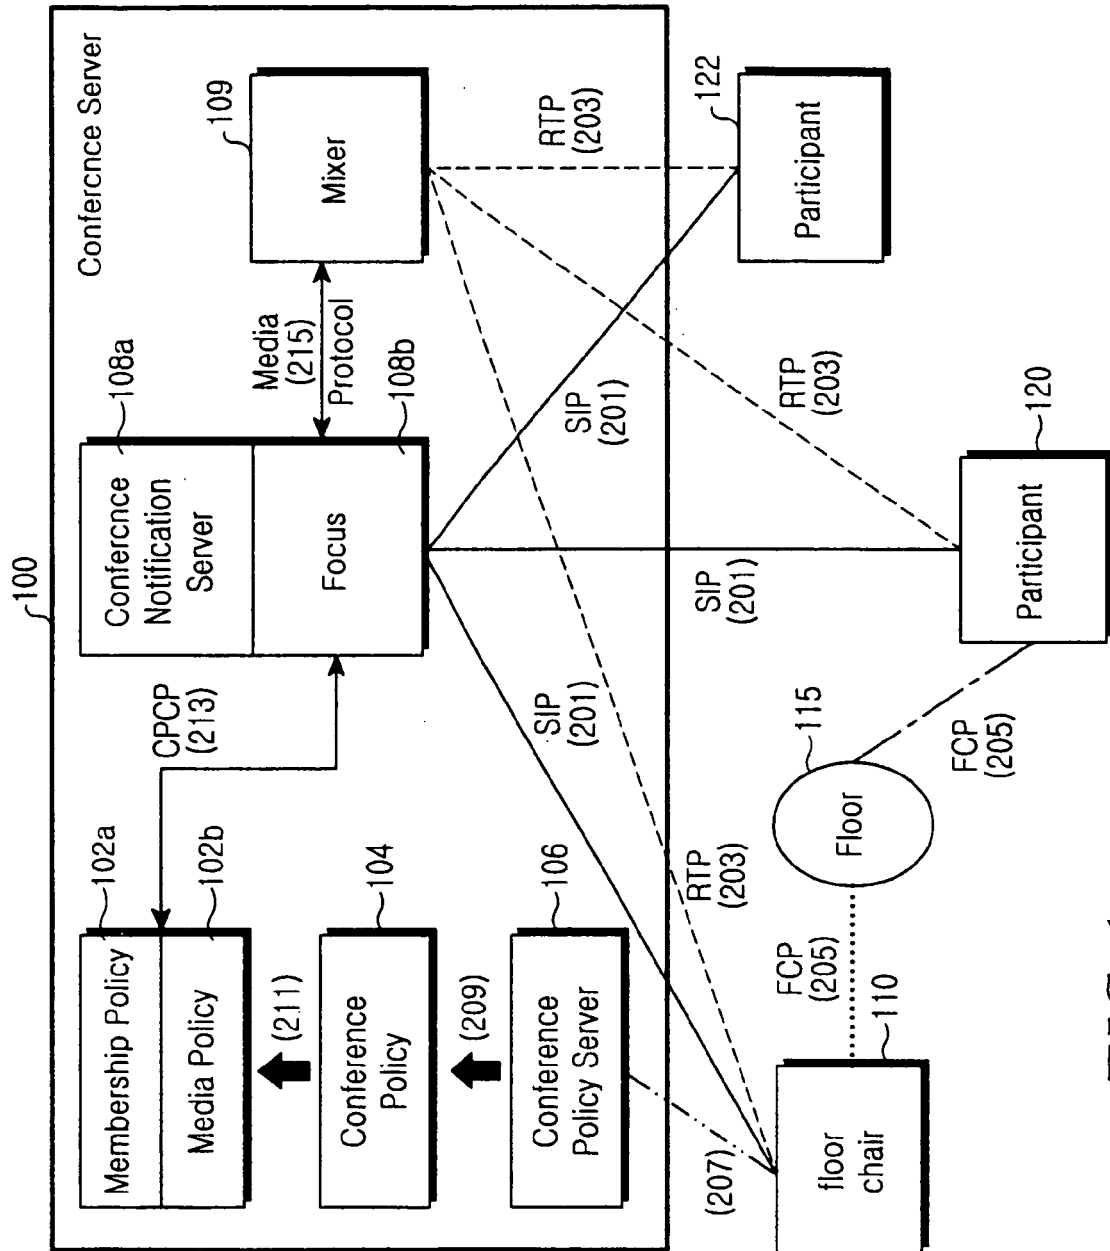 100
Confercnce Server
102a
Membership Policy
102b
Media Policy
(211)
104
Conference
Policy
(209)
106
Conference
Policy Server
CPCP
(213)
108a
Confercnce
Notification
Server
108b
Focus
Media
(215)
Protocol
109
Mixer
SIP
(201)
SIP
(201)
SIP
(201)
RTP
(203)
RTP
(203)
RTP
(203)
(207)
110
floor
chair
FCP
(205)
115
Floor
FCP
(205)
120
Participant
122
Participant